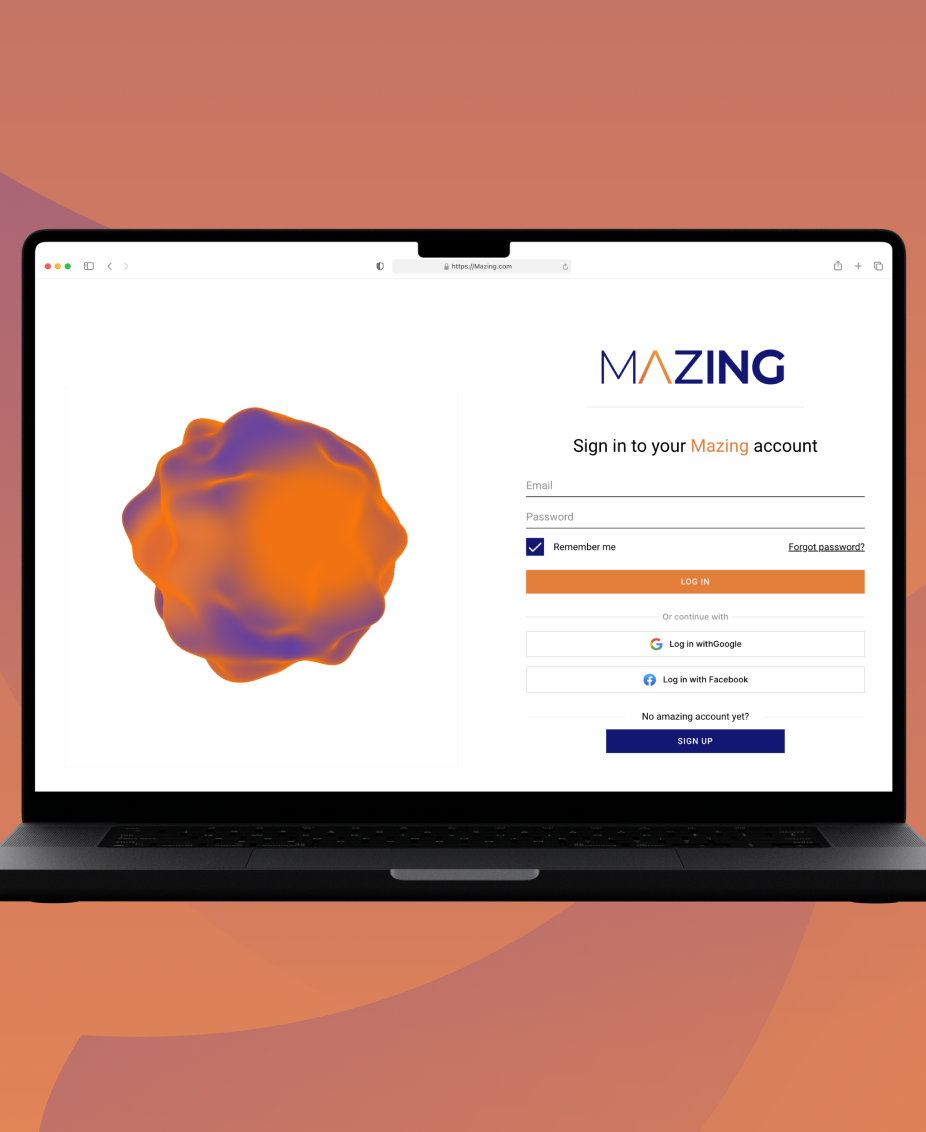 https://Mazing.com
MAZING
Sign in to your Mazing account
Email
Password
Remember me
Forgot password?
LOG IN
Or continue with
Log in withGoogle
Log in with Facebook
No amazing account yet?
SIGN UP